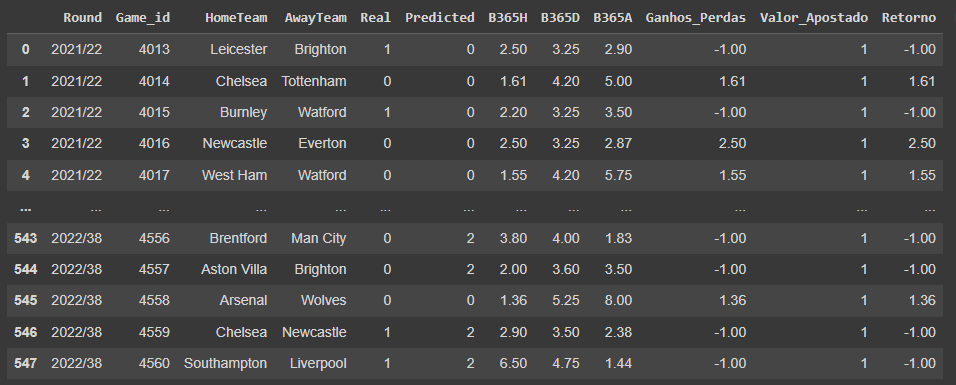 Round Game_id HomeTeam AwayTeam Real Predicted B365H B365D B365A Ganhos_Perdas Valor_Apostado Retorno
0 2021/22 4013 Leicester Brighton 1 0 2.50 3.25 2.90 -1.00 1 -1.00
1 2021/22 4014 Chelsea Tottenham 0 0 1.61 4.20 5.00 1.61 1 1.61
2 2021/22 4015 Burnley Watford 1 0 2.20 3.25 3.50 -1.00 1 -1.00
3 2021/22 4016 Newcastle Everton 0 0 2.50 3.25 2.87 2.50 1 2.50
4 2021/22 4017 West Ham Watford 0 0 1.55 4.20 5.75 1.55 1 1.55
... ... ... ... ... ... ... ... ... ... ... ... ...
543 2022/38 4556 Brentford Man City 0 2 3.80 4.00 1.83 -1.00 1 -1.00
544 2022/38 4557 Aston Villa Brighton 0 2 2.00 3.60 3.50 -1.00 1 -1.00
545 2022/38 4558 Arsenal Wolves 0 0 1.36 5.25 8.00 1.36 1 1.36
546 2022/38 4559 Chelsea Newcastle 1 2 2.90 3.50 2.38 -1.00 1 -1.00
547 2022/38 4560 Southampton Liverpool 1 2 6.50 4.75 1.44 -1.00 1 -1.00